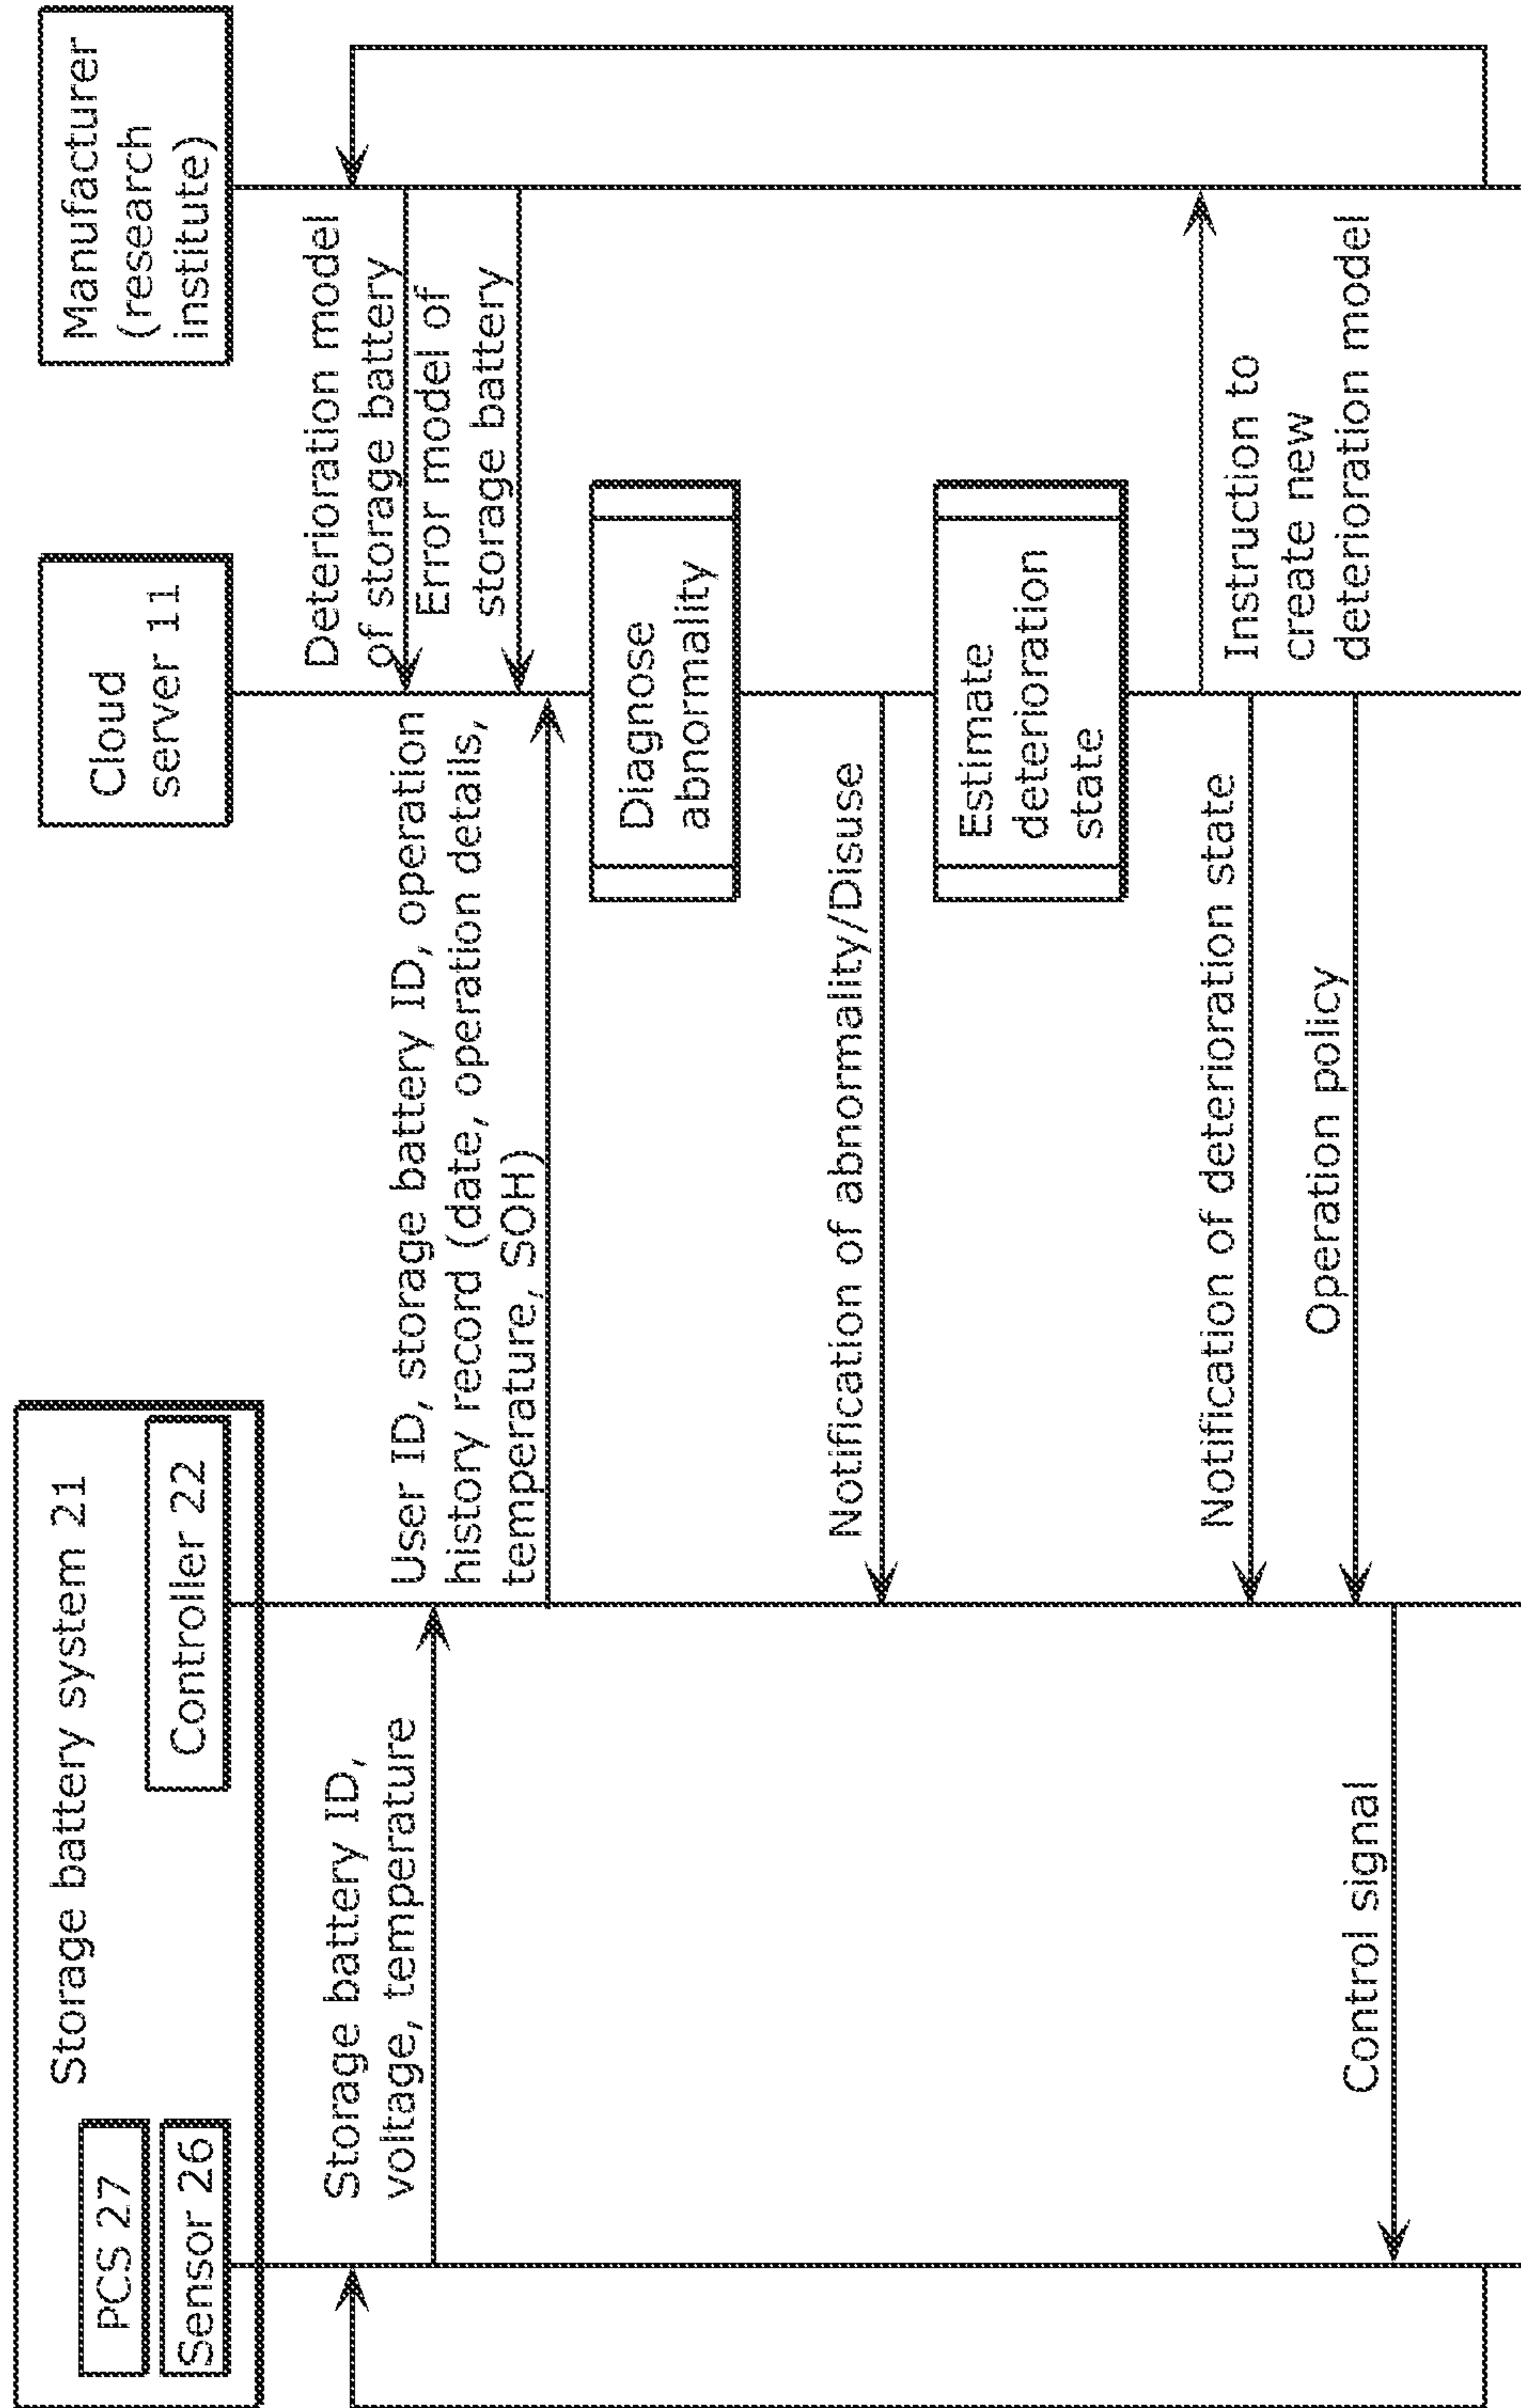 Storage battery system 21
PCS 27
Sensor 26
Controller 22
Cloud
server 11
Manufacturer
(research
institute)
Storage battery ID,
voltage, temperature
User ID, storage battery ID, operation
history record (date, operation details,
temperature, SOH)
Deterioration model
of storage battery
Error model of
storage battery
Diagnose
abnormality
Notification of abnormality/Disuse
Estimate
deterioration
state
Notification of deterioration state
Instruction to
create new
deterioration model
Operation policy
Control signal